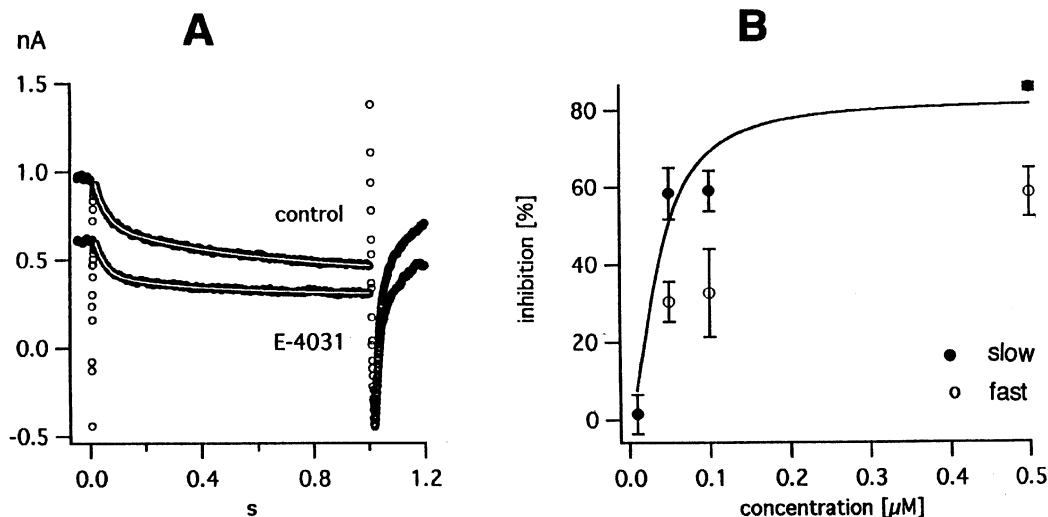 A
nA
1.5
1.0
0.5
0.0
-0.5
control
E-4031
0.0 0.4 0.8 1.2
s
B
inhibition [%]
80
60
40
20
0
slow
fast
0.0 0.1 0.2 0.3 0.4 0.5
concentration [µM]